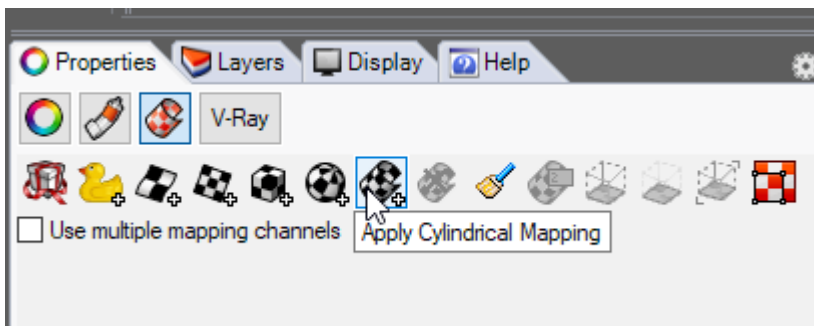 Properties Layers Display Help
V-Ray
Use multiple mapping channels Apply Cylindrical Mapping